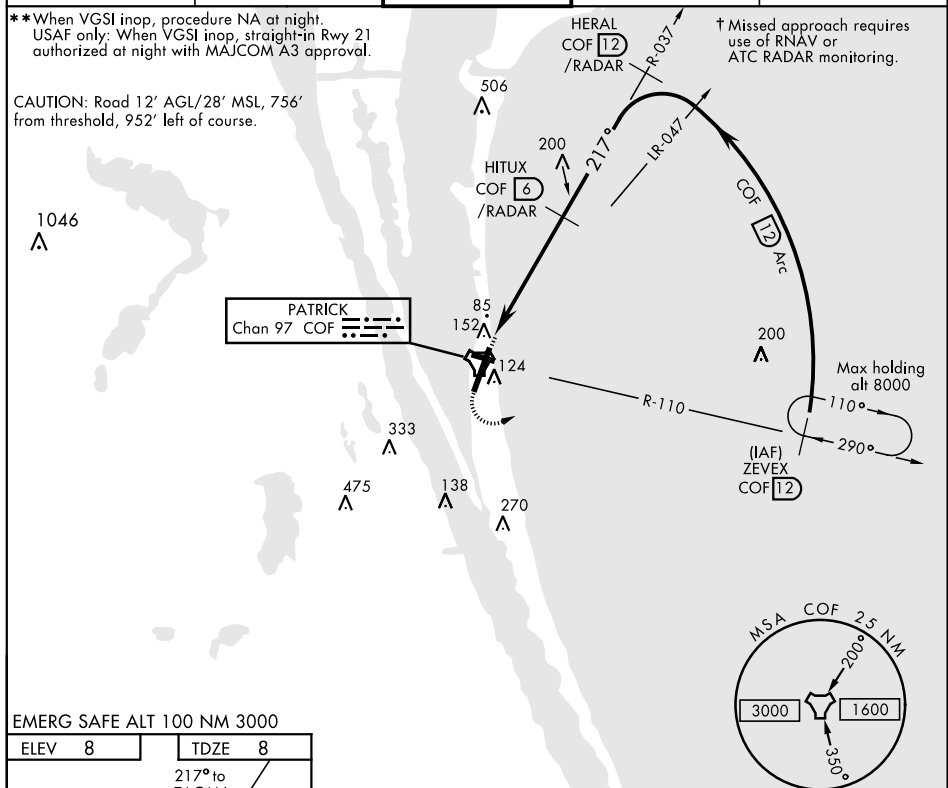 **When VGSI inop, procedure NA at night.
USAF only: When VGSI inop, straight-in Rwy 21
authorized at night with MAJCOM A3 approval.
CAUTION: Road 12' AGL/28' MSL, 756'
from threshold, 952' left of course.
† Missed approach requires
use of RNAV or
ATC RADAR monitoring.
HERAL
COF 12
/RADAR
R-037
506
LR-047
217°
200
HITUX
COF 6
/RADAR
1046
COF 12 Arc
PATRICK
Chan 97 COF
85
152
124
200
Max holding
alt 8000
R-110
110°
290°
(IAF)
ZEVEX
COF 12
333
475
138
270
MSA COF 25 NM
200°
3000
1600
350°
EMERG SAFE ALT 100 NM 3000
ELEV 8
TDZE 8
217° to